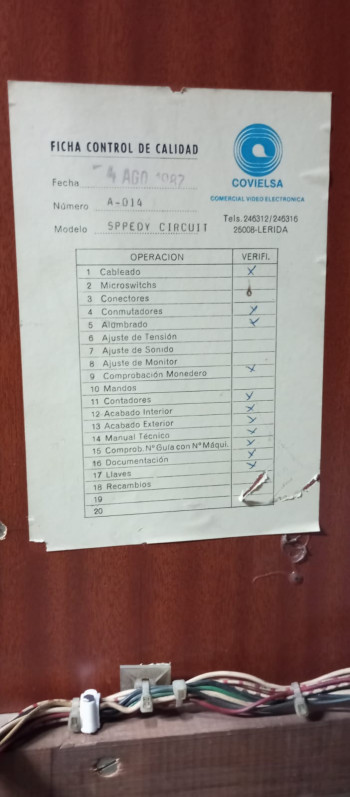 FICHA CONTROL DE CALIDAD
COVIELSA
COMERCIAL VIDEO ELECTRONICA
Tels. 246312/246316
25008-LERIDA
Fecha 4 AGO 1987
Número A-014
Modelo SPPEDY CIRCUIT
OPERACION VERIFI.
1 Cableado X
2 Microswitchs
3 Conectores
4 Conmutadores X
5 Alombrado X
6 Ajuste de Tensión
7 Ajuste de Sonido
8 Ajuste de Monitor
9 Comprobación Monedero X
10 Mandos
11 Contadores X
12 Acabado Interior X
13 Acabado Exterior X
14 Manual Técnico X
15 Comprob. N.º Guía con N.º Máqui. X
16 Documentación X
17 Llaves X
18 Recambios
19
20